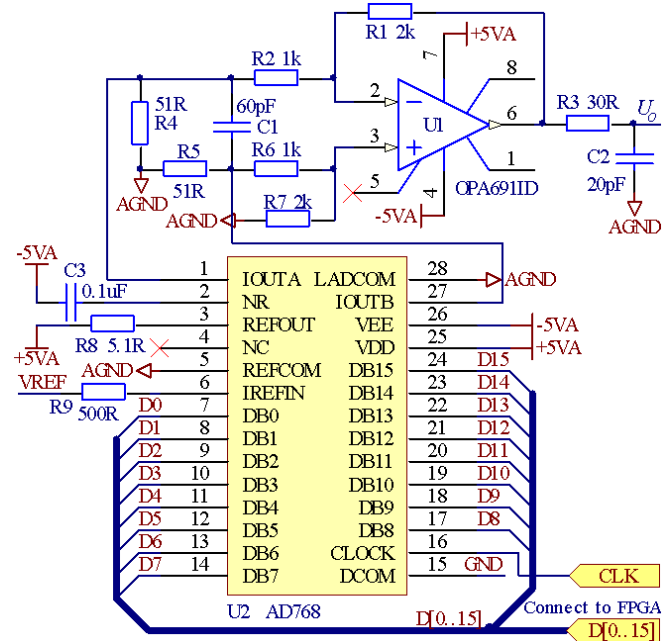 R1 2k
7
+5VA
R2 1k
2
8
51R
R4
60pF
C1
U1
6
R3 30R
U_O
3
R5
51R
R6 1k
1
C2
20pF
AGND
R7 2k
AGND
5
4
-5VA
OPA691ID
AGND
-5VA
C3
0.1uF
1 IOUTA LADCOM 28
AGND
2 NR IOUTB 27
3 REFOUT VEE 26
-5VA
+5VA
R8 5.1R
4 NC VDD 25
+5VA
AGND
5 REFCOM DB15 24 D15
VREF
6 IREFIN DB14 23 D14
R9 500R
D0 7 DB0 DB13 22 D13
D1 8 DB1 DB12 21 D12
D2 9 DB2 DB11 20 D11
D3 10 DB3 DB10 19 D10
D4 11 DB4 DB9 18 D9
D5 12 DB5 DB8 17 D8
D6 13 DB6 CLOCK 16
D7 14 DB7 DCOM 15 GND
CLK
U2 AD768
D[0..15]
Connect to FPGA
D[0..15]